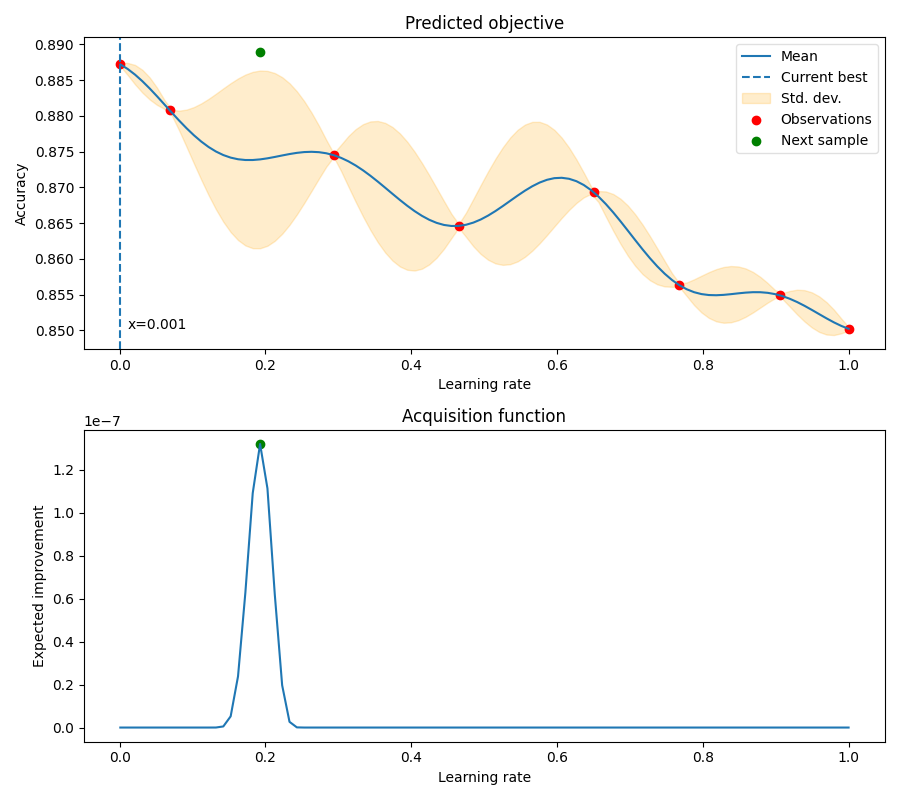 Predicted objective
Accuracy
0.890
0.885
0.880
0.875
0.870
0.865
0.860
0.855
0.850
Mean
Current best
Std. dev.
Observations
Next sample
x=0.001
0.0 0.2 0.4 0.6 0.8 1.0
Learning rate
Acquisition function
1e−7
Expected improvement
1.2
1.0
0.8
0.6
0.4
0.2
0.0
0.0 0.2 0.4 0.6 0.8 1.0
Learning rate